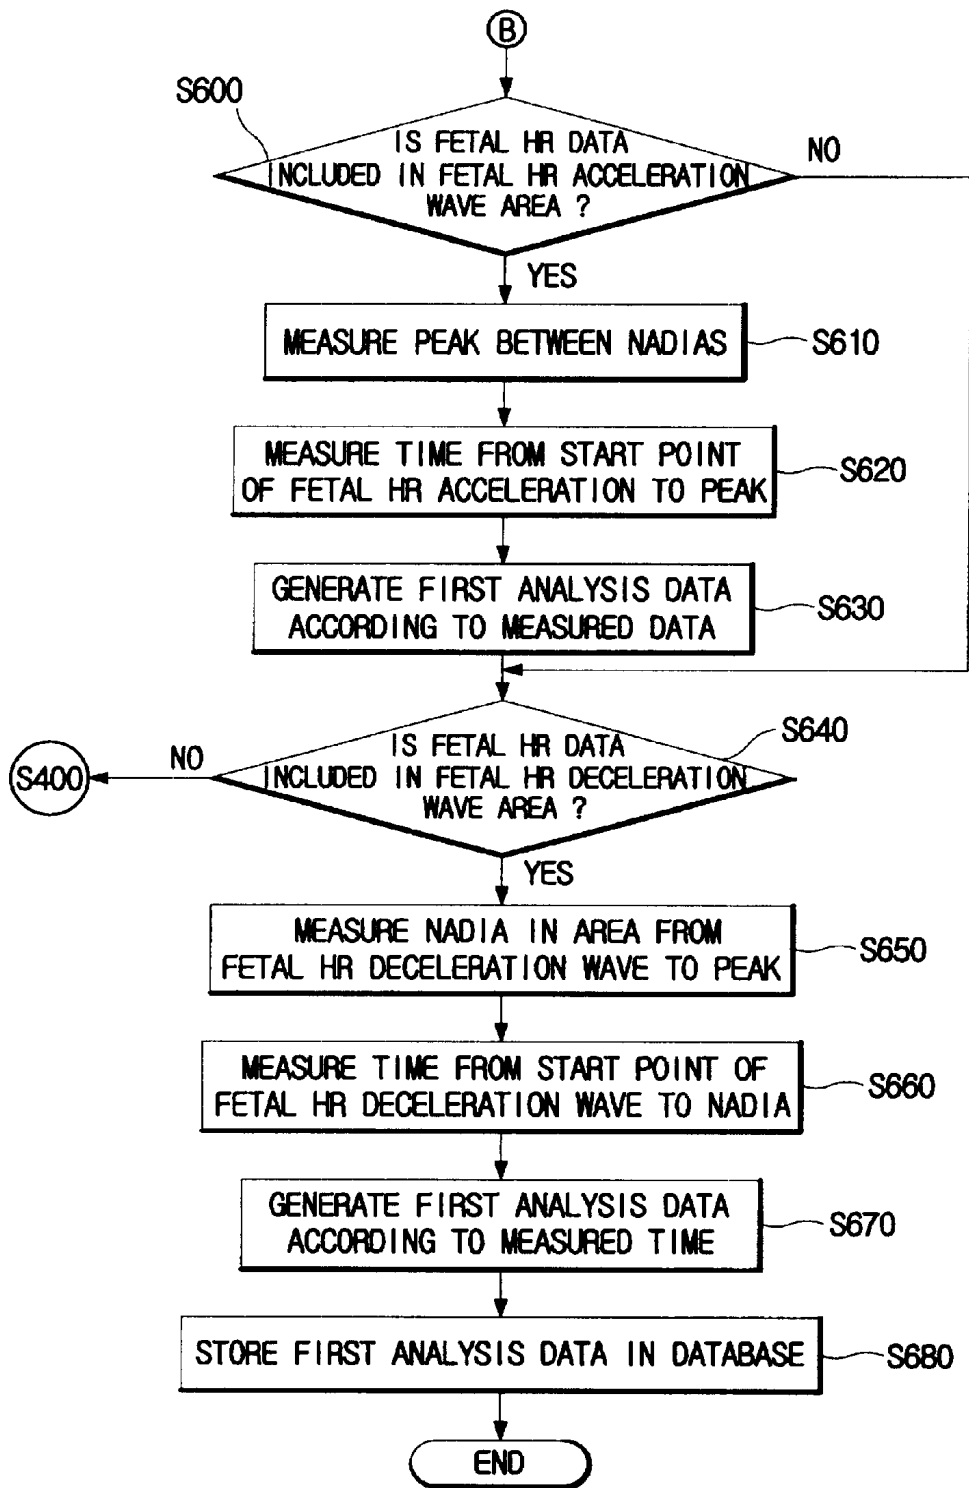 B
S600
IS FETAL HR DATA
INCLUDED IN FETAL HR ACCELERATION
WAVE AREA ?
NO
YES
MEASURE PEAK BETWEEN NADIAS
S610
MEASURE TIME FROM START POINT
OF FETAL HR ACCELERATION TO PEAK
S620
GENERATE FIRST ANALYSIS DATA
ACCORDING TO MEASURED DATA
S630
S640
IS FETAL HR DATA
INCLUDED IN FETAL HR DECELERATION
WAVE AREA ?
NO
S400
YES
MEASURE NADIA IN AREA FROM
FETAL HR DECELERATION WAVE TO PEAK
S650
MEASURE TIME FROM START POINT OF
FETAL HR DECELERATION WAVE TO NADIA
S660
GENERATE FIRST ANALYSIS DATA
ACCORDING TO MEASURED TIME
S670
STORE FIRST ANALYSIS DATA IN DATABASE
S680
END